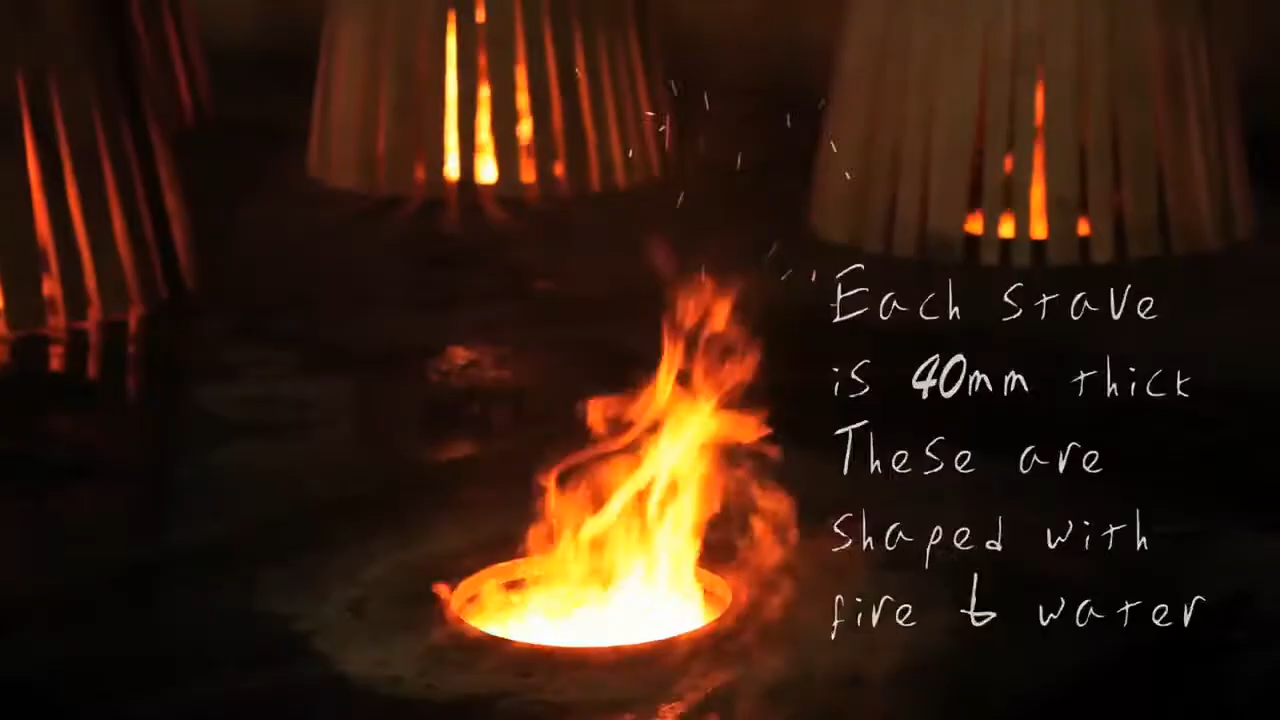 Each stave
is 40mm thick
These are
shaped with
fire & water